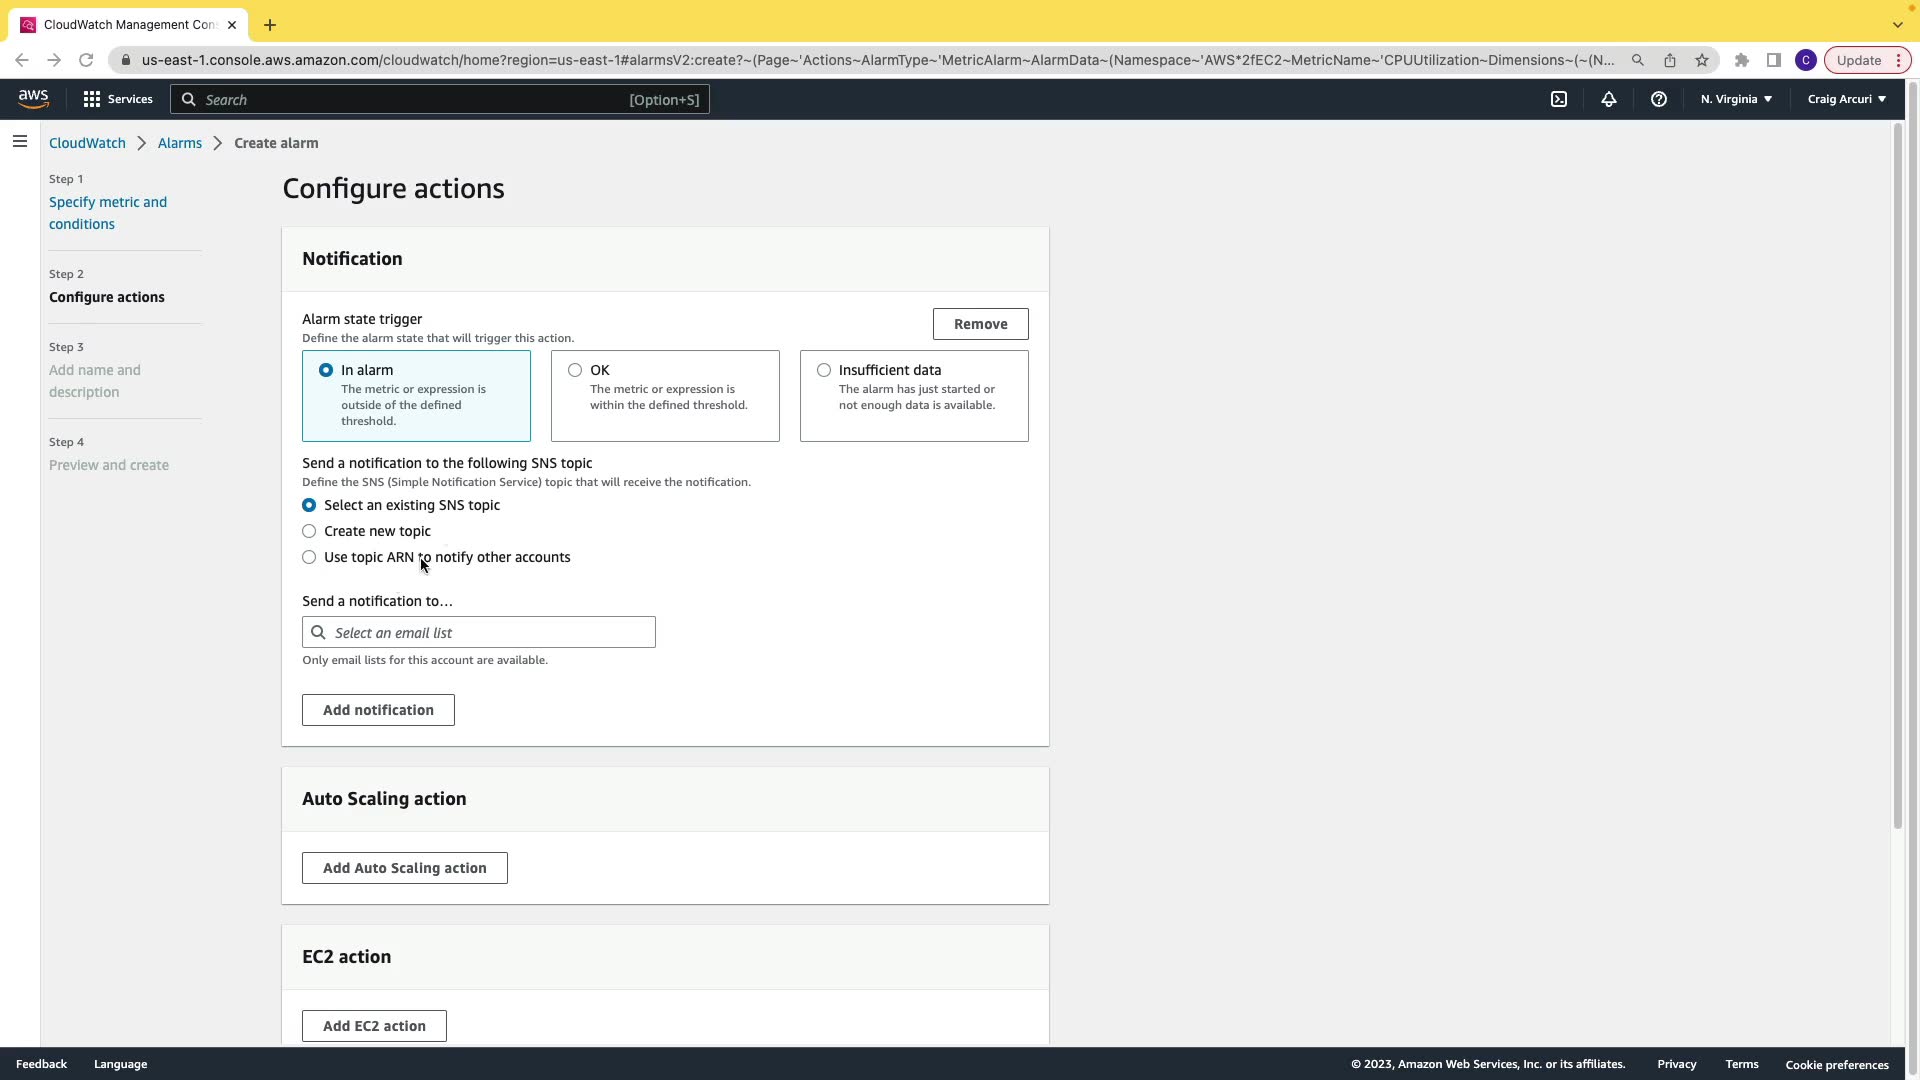 CloudWatch Management Con
us-east-1.console.aws.amazon.com/cloudwatch/home?region=us-east-1#alarmsV2:create?~(Page~'Actions~AlarmType~'MetricAlarm~AlarmData~(Namespace~'AWS*2fEC2~MetricName~'CPUUtilization~Dimensions~(~(N...
C
Update
aws
Services
Search
[Option+S]
N. Virginia
Craig Arcuri
CloudWatch
Alarms
Create alarm
Step 1
Specify metric and
conditions
Step 2
Configure actions
Step 3
Add name and
description
Step 4
Preview and create
Configure actions
Notification
Alarm state trigger
Define the alarm state that will trigger this action.
Remove
In alarm
The metric or expression is
outside of the defined
threshold.
OK
The metric or expression is
within the defined threshold.
Insufficient data
The alarm has just started or
not enough data is available.
Send a notification to the following SNS topic
Define the SNS (Simple Notification Service) topic that will receive the notification.
Select an existing SNS topic
Create new topic
Use topic ARN to notify other accounts
Send a notification to…
Select an email list
Only email lists for this account are available.
Add notification
Auto Scaling action
Add Auto Scaling action
EC2 action
Add EC2 action
Feedback
Language
© 2023, Amazon Web Services, Inc. or its affiliates.
Privacy
Terms
Cookie preferences